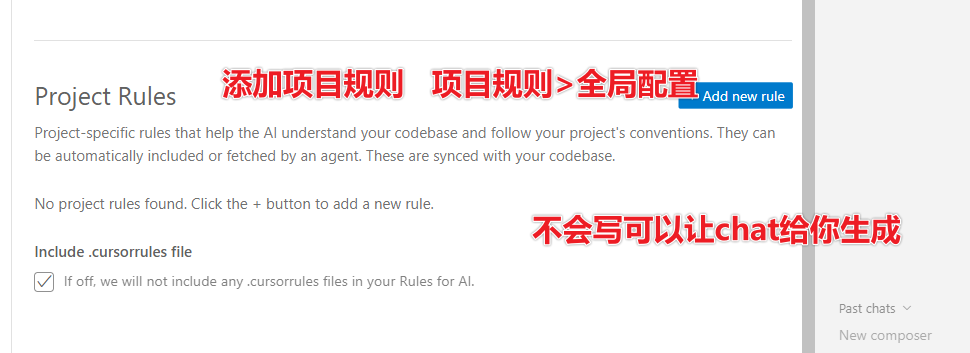 添加项目规则 项目规则>全局配置
Project Rules
Add new rule
Project-specific rules that help the AI understand your codebase and follow your project's conventions. They can
be automatically included or fetched by an agent. These are synced with your codebase.
No project rules found. Click the + button to add a new rule.
不会写可以让chat给你生成
Include .cursorrules file
If off, we will not include any .cursorrules files in your Rules for AI.
Past chats
New composer